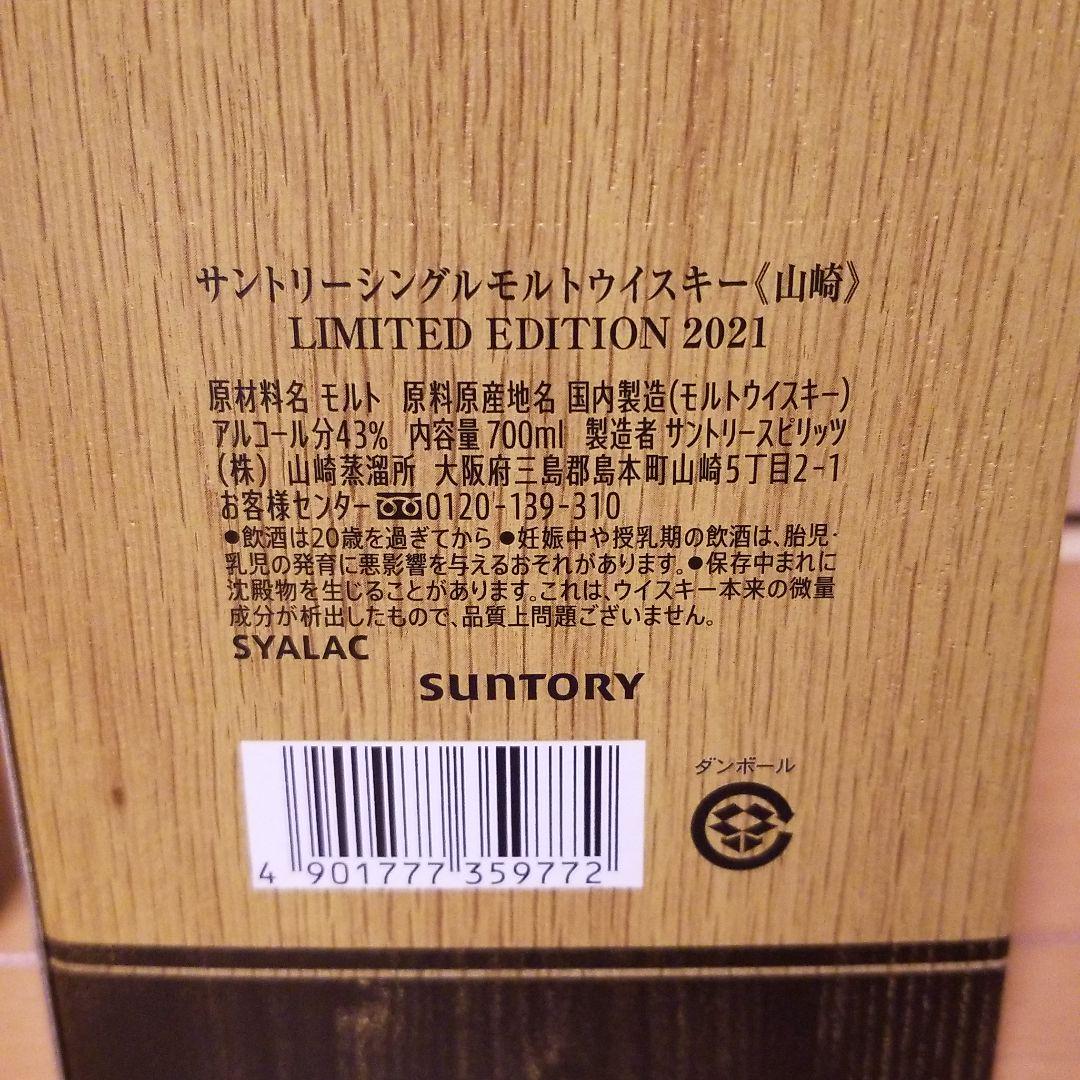 サントリーシングルモルトウイスキー《山崎》
LIMITED EDITION 2021
原材料名 モルト 原料原産地名 国内製造(モルトウイスキー)
アルコール分43% 内容量 700ml 製造者 サントリースピリッツ
(株) 山崎蒸溜所 大阪府三島郡島本町山崎5丁目2-1
お客様センター 0120-139-310
●飲酒は20歳を過ぎてから ●妊娠中や授乳期の飲酒は、胎児・
乳児の発育に悪影響を与えるおそれがあります。●保存中まれに
沈殿物を生じることがあります。これは、ウイスキー本来の微量
成分が析出したもので、品質上問題ございません。
SYALAC
SUNTORY
ダンボール
4 901777 359772